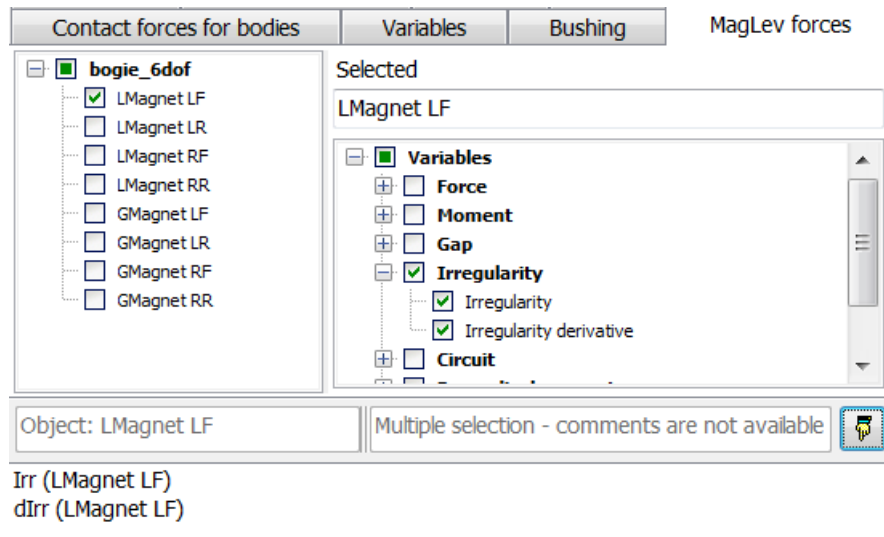 Contact forces for bodies
Variables
Bushing
MagLev forces
bogie_6dof
LMagnet LF
LMagnet LR
LMagnet RF
LMagnet RR
GMagnet LF
GMagnet LR
GMagnet RF
GMagnet RR
Selected
LMagnet LF
Variables
Force
Moment
Gap
Irregularity
Irregularity
Irregularity derivative
Circuit
Object: LMagnet LF
Multiple selection - comments are not available
Irr (LMagnet LF)
dIrr (LMagnet LF)